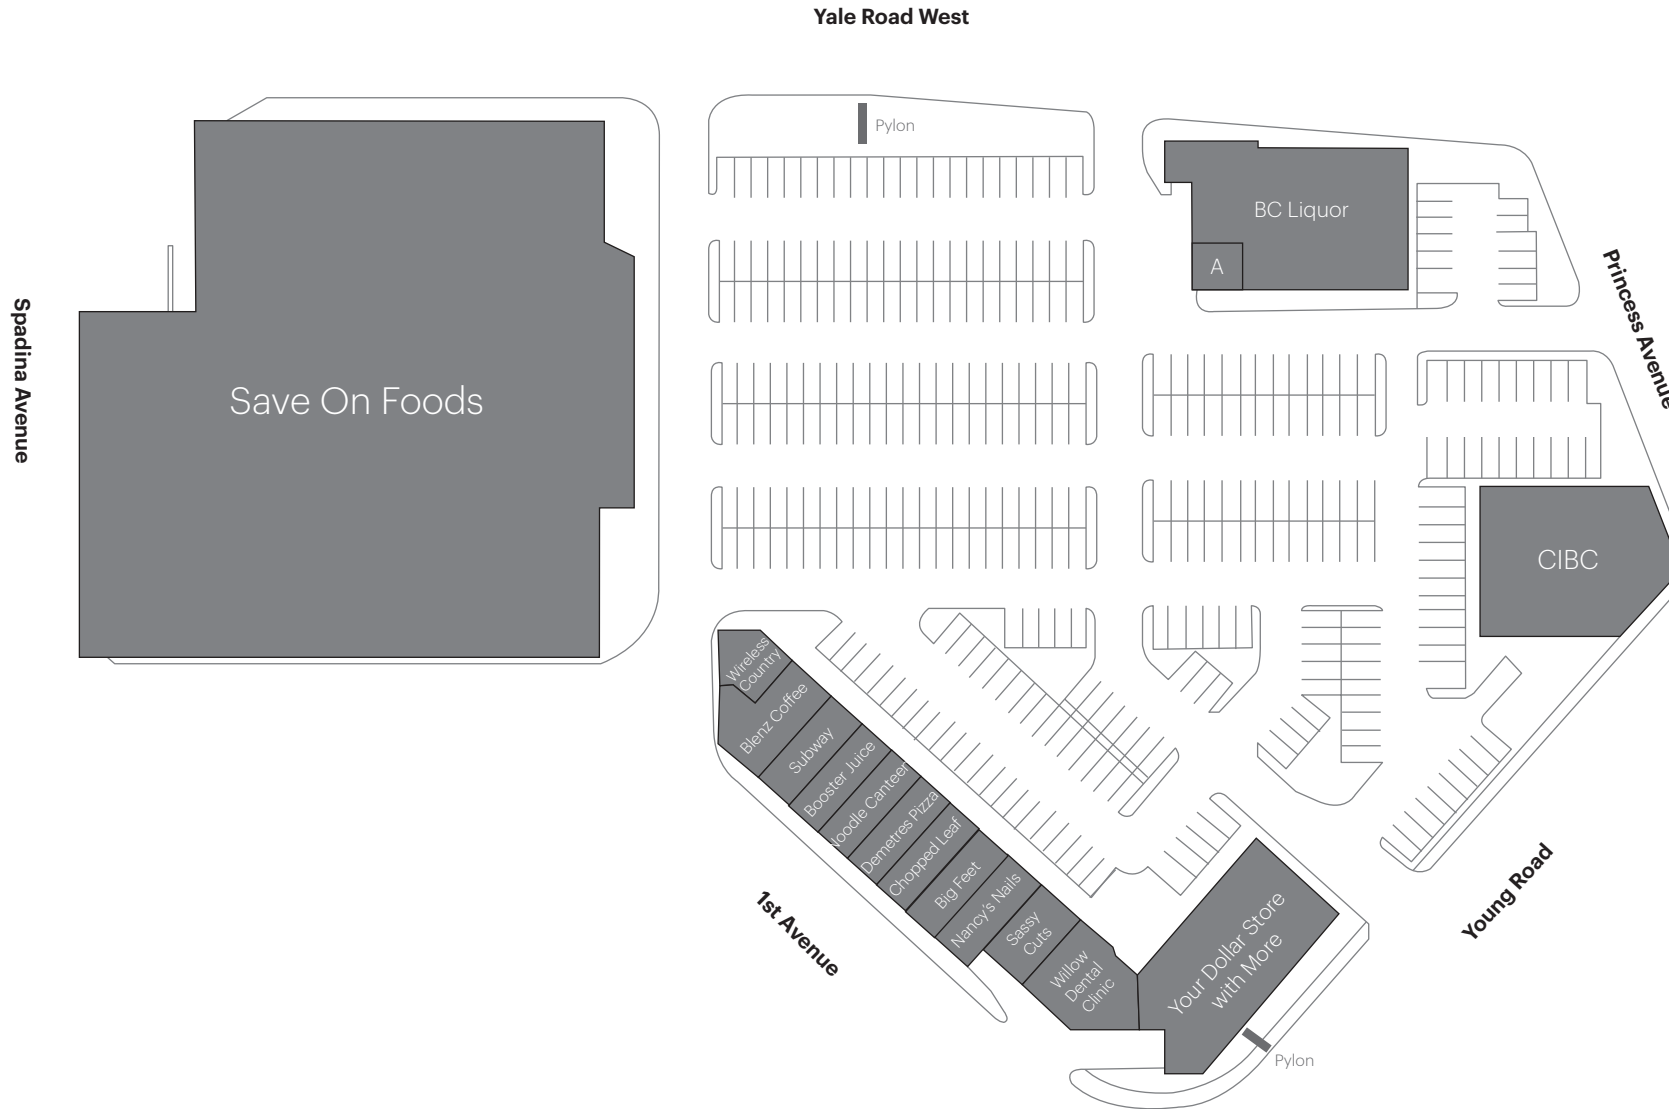 Yale Road West
Pylon
BC Liquor
A
Princess Avenue
Spadina Avenue
Save On Foods
CIBC
Wireless
Country
Blenz Coffee
Subway
Booster Juice
Noodle Canteen
Demetres Pizza
Chopped Leaf
Big Feet
Nancy's Nails
Sassy
Cuts
Willow
Dental
Clinic
Your Dollar Store
with More
1st Avenue
Young Road
Pylon